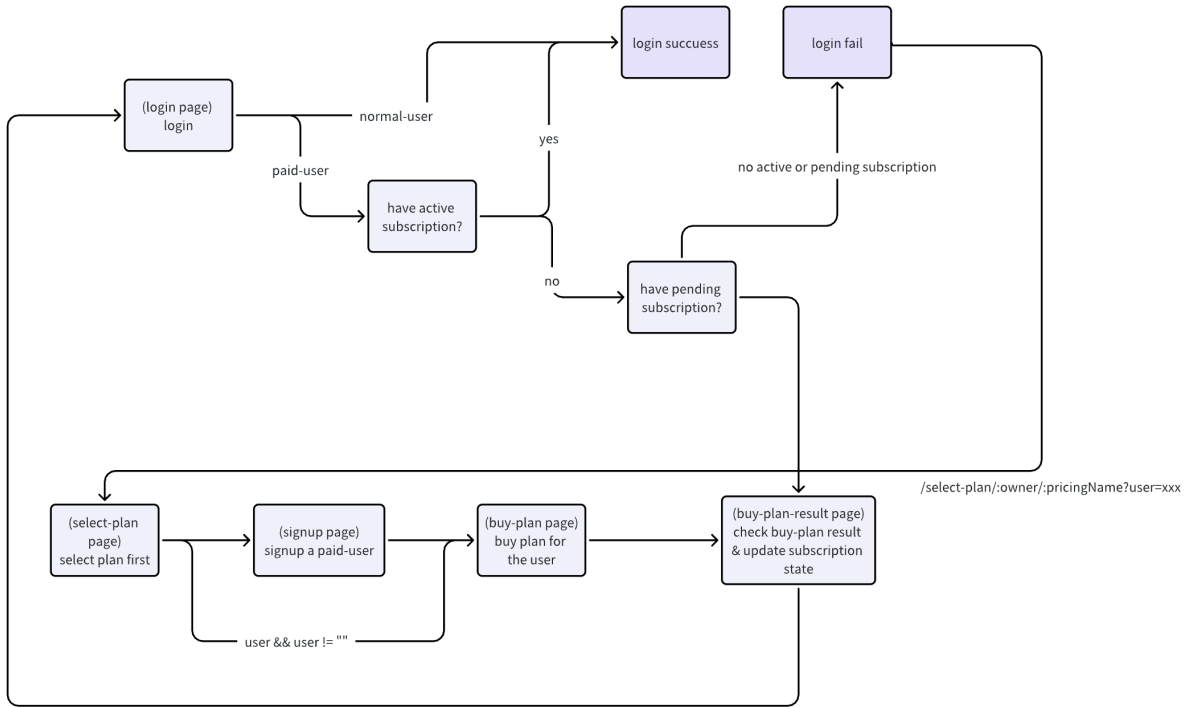 login succuess
login fail
(login page)
login
normal-user
yes
paid-user
no active or pending subscription
have active
subscription?
no
have pending
subscription?
/select-plan/:owner/:pricingName?user=xxx
(select-plan
page)
select plan first
(signup page)
signup a paid-user
(buy-plan page)
buy plan for
the user
(buy-plan-result page)
check buy-plan result
& update subscription
state
user && user != ""